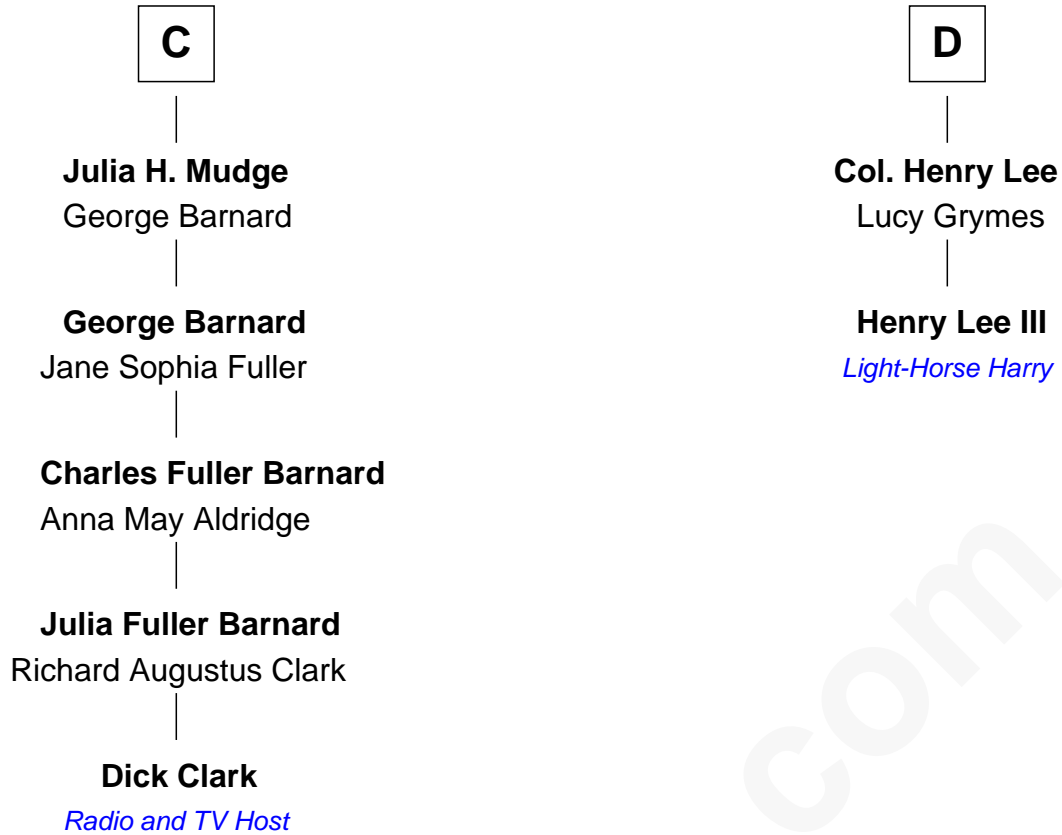 C
Julia H. Mudge
George Barnard
George Barnard
Jane Sophia Fuller
Charles Fuller Barnard
Anna May Aldridge
Julia Fuller Barnard
Richard Augustus Clark
Dick Clark
Radio and TV Host
D
Col. Henry Lee
Lucy Grymes
Henry Lee III
Light-Horse Harry
com